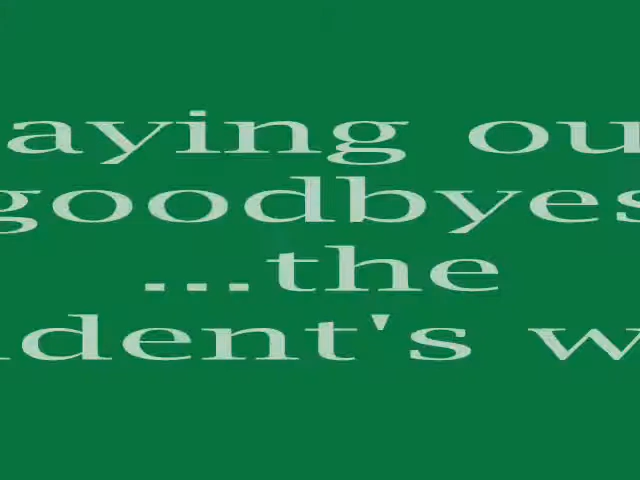 aying ou
goodbyes
...the
dent's w